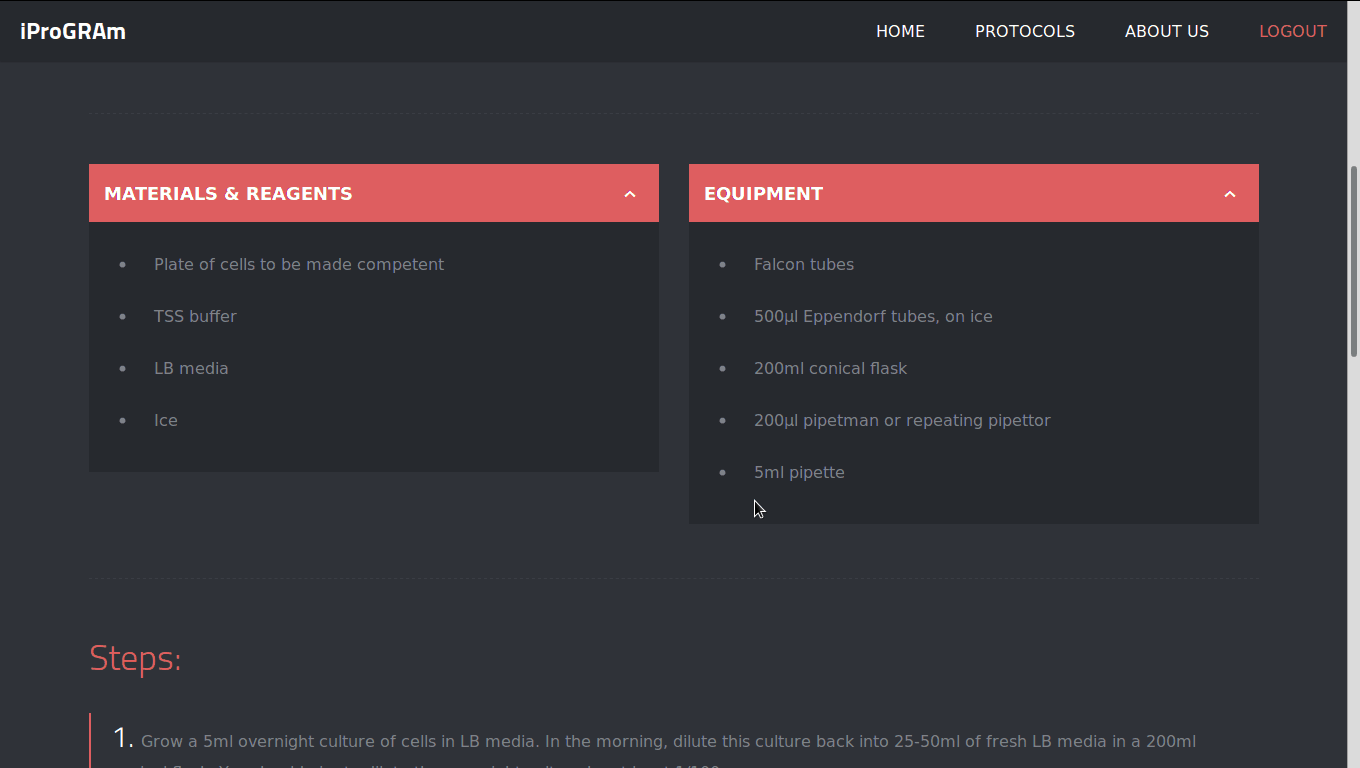 iProGRAm
HOME
PROTOCOLS
ABOUT US
LOGOUT
MATERIALS & REAGENTS
Plate of cells to be made competent
TSS buffer
LB media
Ice
EQUIPMENT
Falcon tubes
500µl Eppendorf tubes, on ice
200ml conical flask
200µl pipetman or repeating pipettor
5ml pipette
Steps:
1. Grow a 5ml overnight culture of cells in LB media. In the morning, dilute this culture back into 25-50ml of fresh LB media in a 200ml